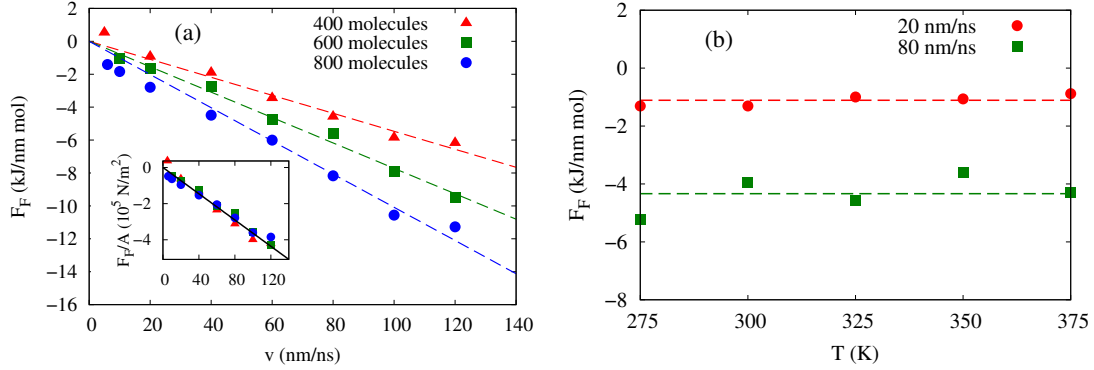 (a)
400 molecules
600 molecules
800 molecules
2
0
−2
−4
−6
−8
−10
−12
−14
−16
F_F (kJ/nm mol)
0 20 40 60 80 100 120 140
v (nm/ns)
0
−2
−4
F_F/A (10^5 N/m^2)
0 40 80 120
(b)
20 nm/ns
80 nm/ns
2
0
−2
−4
−6
−8
F_F (kJ/nm mol)
275 300 325 350 375
T (K)